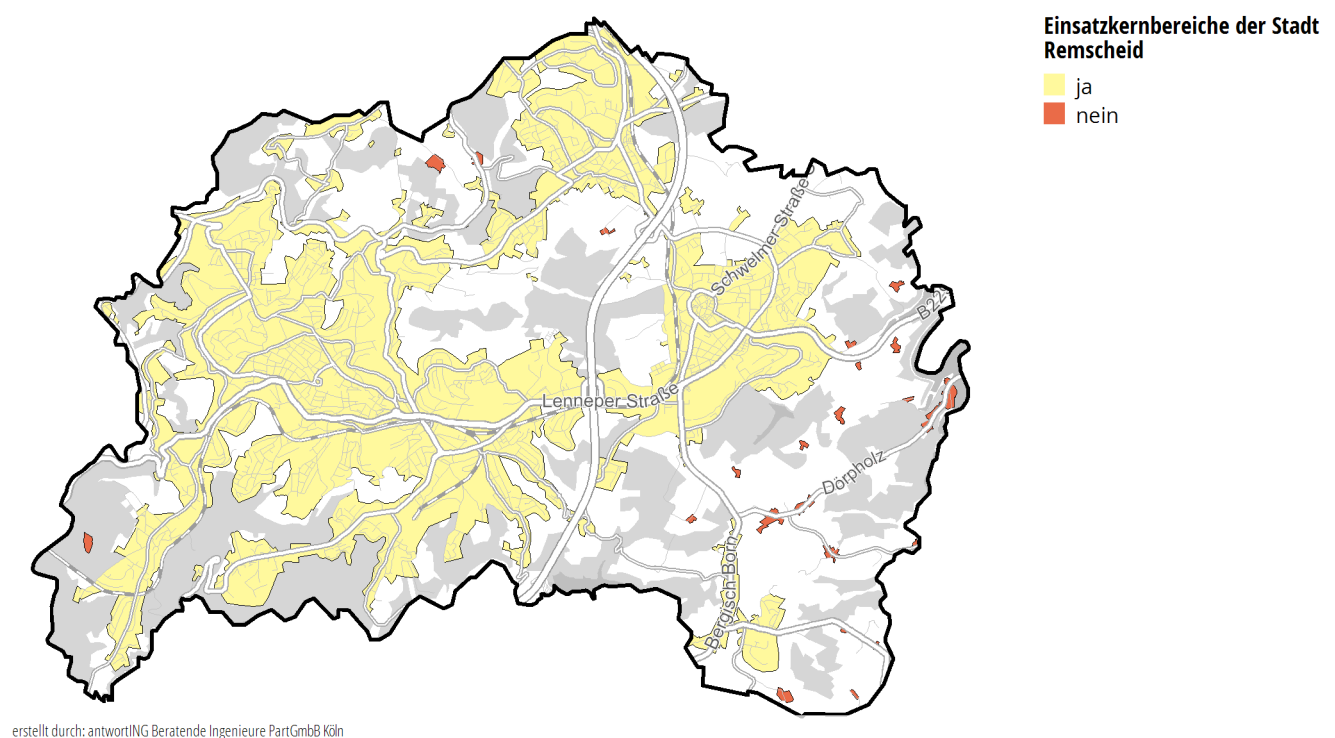 Einsatzkernbereiche der Stadt
Remscheid
ja
nein
Schwelmer Straße
B22
Lenneper Straße
Dörpholz
Bergisch Born
erstellt durch: antwortING Beratende Ingenieure PartGmbB Köln